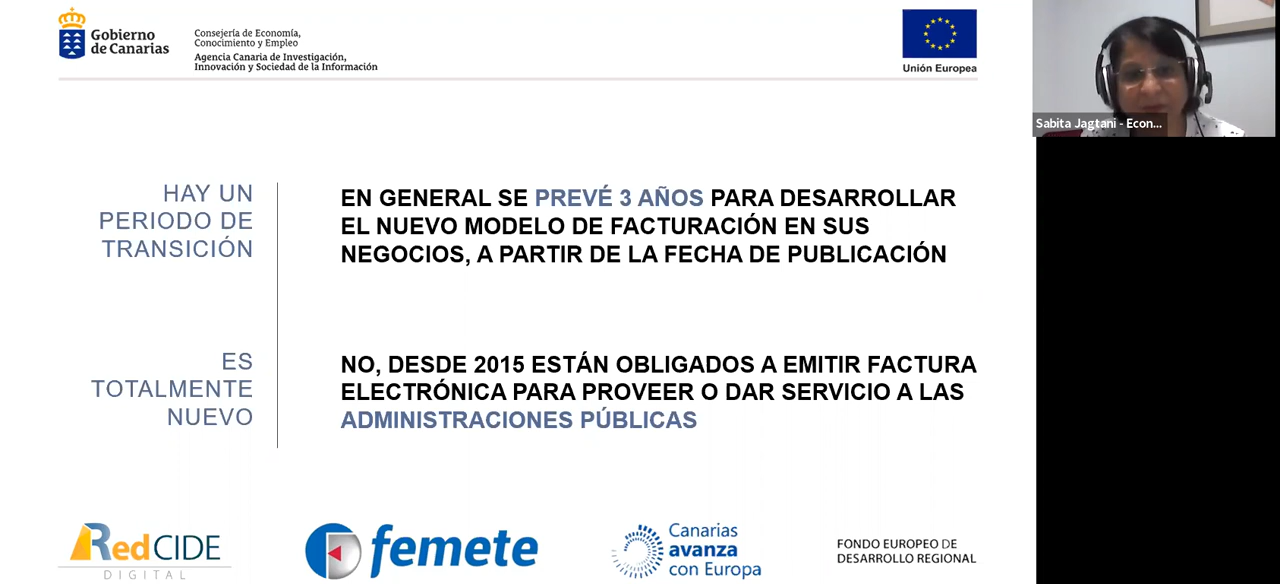 Gobierno
de Canarias
Consejería de Economía,
Conocimiento y Empleo
Agencia Canaria de Investigación,
Innovación y Sociedad de la Información
Unión Europea
Sabita Jagtani - Econ...
HAY UN
PERIODO DE
TRANSICIÓN
EN GENERAL SE PREVÉ 3 AÑOS PARA DESARROLLAR
EL NUEVO MODELO DE FACTURACIÓN EN SUS
NEGOCIOS, A PARTIR DE LA FECHA DE PUBLICACIÓN
ES
TOTALMENTE
NUEVO
NO, DESDE 2015 ESTÁN OBLIGADOS A EMITIR FACTURA
ELECTRÓNICA PARA PROVEER O DAR SERVICIO A LAS
ADMINISTRACIONES PÚBLICAS
RedCIDE
DIGITAL
femete
Canarias
avanza
con Europa
FONDO EUROPEO DE
DESARROLLO REGIONAL